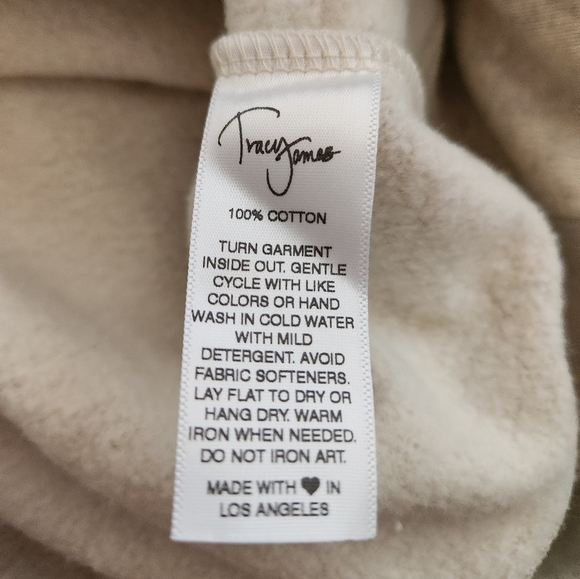 Tracy James
100% COTTON
TURN GARMENT
INSIDE OUT. GENTLE
CYCLE WITH LIKE
COLORS OR HAND
WASH IN COLD WATER
WITH MILD
DETERGENT. AVOID
FABRIC SOFTENERS.
LAY FLAT TO DRY OR
HANG DRY. WARM
IRON WHEN NEEDED.
DO NOT IRON ART.
MADE WITH ♥ IN
LOS ANGELES